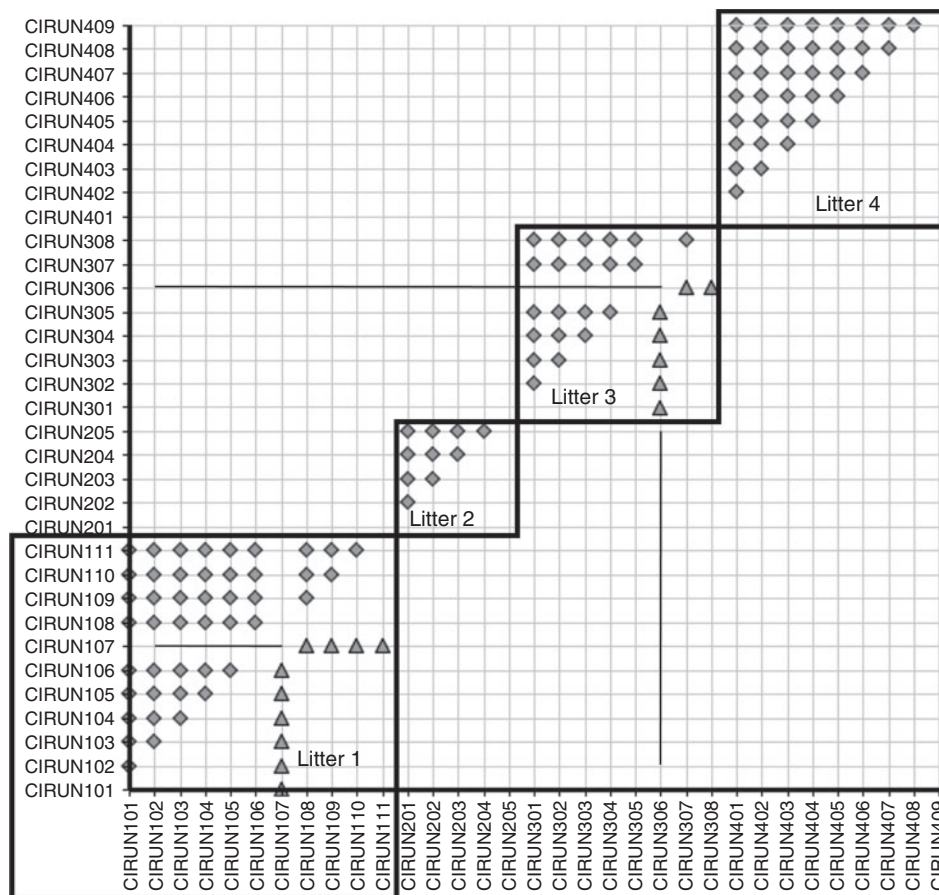 CIRUN409
CIRUN408
CIRUN407
CIRUN406
CIRUN405
CIRUN404
CIRUN403
CIRUN402
Litter 4
CIRUN401
CIRUN308
CIRUN307
CIRUN306
CIRUN305
CIRUN304
CIRUN303
CIRUN302
Litter 3
CIRUN301
CIRUN205
CIRUN204
CIRUN203
CIRUN202
Litter 2
CIRUN201
CIRUN111
CIRUN110
CIRUN109
CIRUN108
CIRUN107
CIRUN106
CIRUN105
CIRUN104
CIRUN103
Litter 1
CIRUN102
CIRUN101
CIRUN101
CIRUN102
CIRUN103
CIRUN104
CIRUN105
CIRUN106
CIRUN107
CIRUN108
CIRUN109
CIRUN110
CIRUN111
CIRUN201
CIRUN202
CIRUN203
CIRUN204
CIRUN205
CIRUN301
CIRUN302
CIRUN303
CIRUN304
CIRUN305
CIRUN306
CIRUN307
CIRUN308
CIRUN401
CIRUN402
CIRUN403
CIRUN404
CIRUN405
CIRUN406
CIRUN407
CIRUN408
CIRUN409